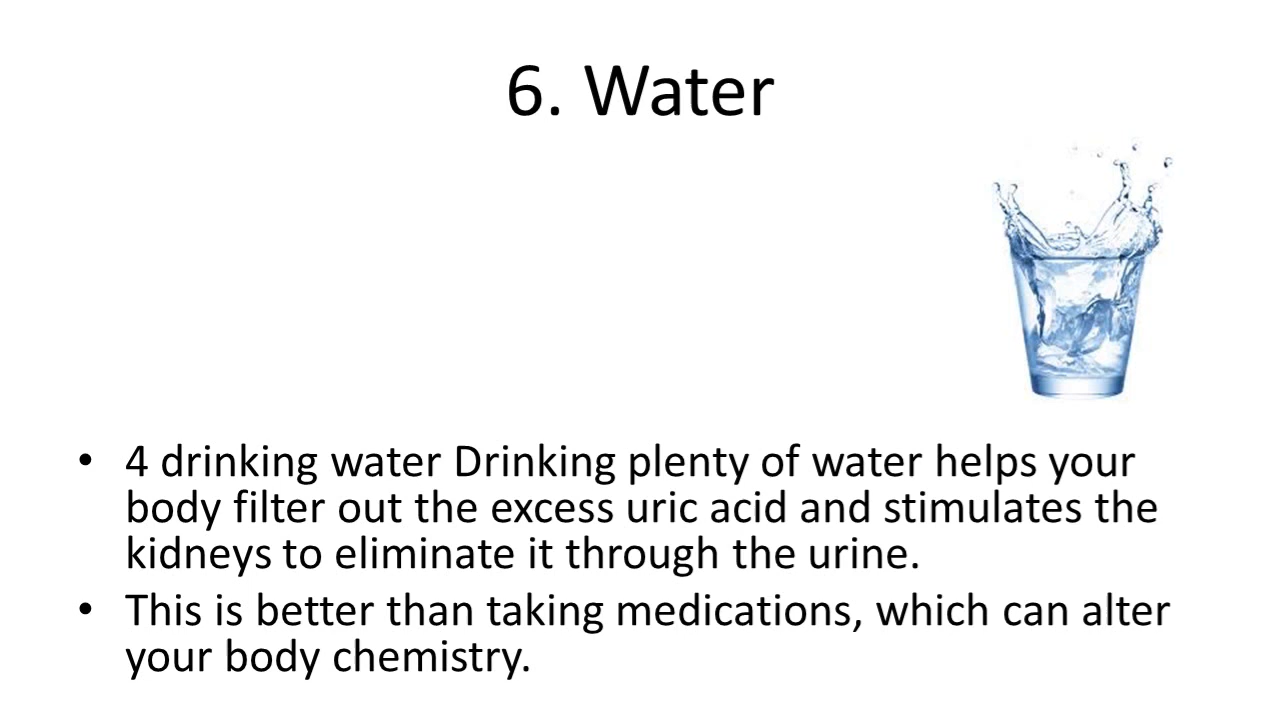 6. Water
• 4 drinking water Drinking plenty of water helps your
body filter out the excess uric acid and stimulates the
kidneys to eliminate it through the urine.
• This is better than taking medications, which can alter
your body chemistry.